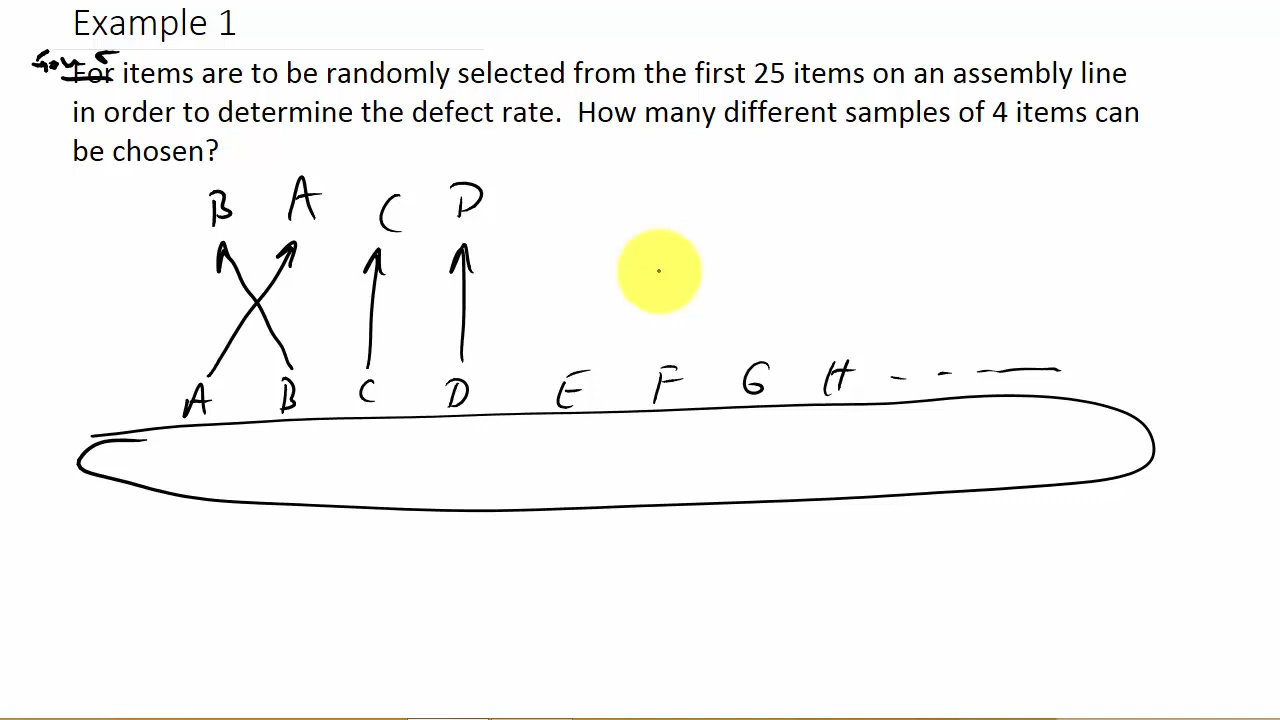 Example 1
For items are to be randomly selected from the first 25 items on an assembly line
in order to determine the defect rate.  How many different samples of 4 items can
be chosen?
B A C D
A B C D E F G H - - —